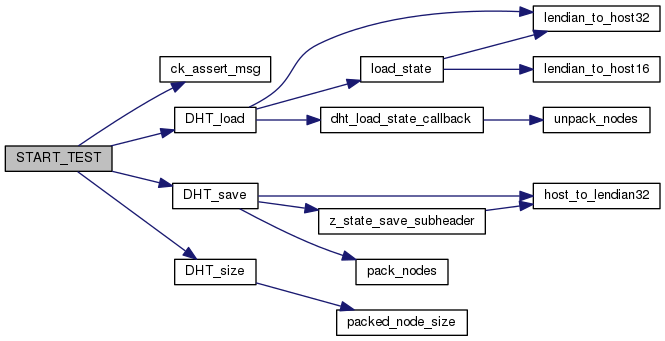 START_TEST
ck_assert_msg
DHT_load
lendian_to_host32
load_state
lendian_to_host16
dht_load_state_callback
unpack_nodes
DHT_save
host_to_lendian32
z_state_save_subheader
pack_nodes
DHT_size
packed_node_size